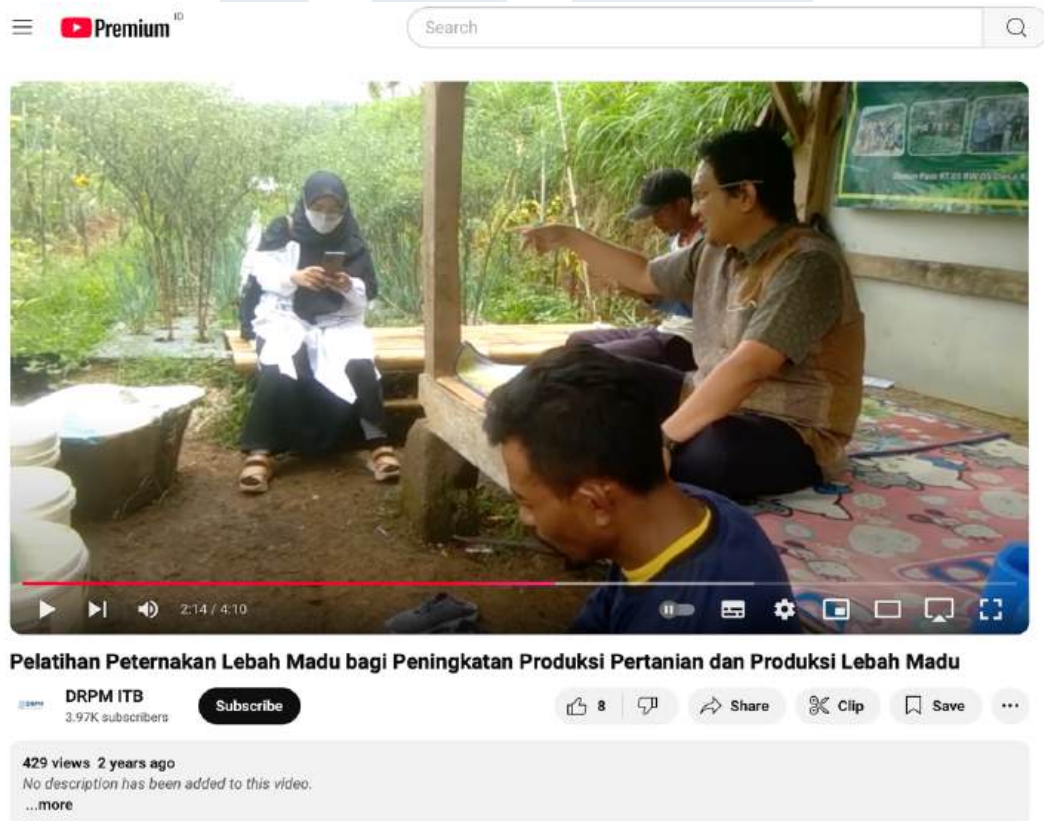 Premium ID
Search
2:14 / 4:10
Pelatihan Peternakan Lebah Madu bagi Peningkatan Produksi Pertanian dan Produksi Lebah Madu
DRPM ITB
3.97K subscribers
Subscribe
8
Share
Clip
Save
429 views 2 years ago
No description has been added to this video.
...more